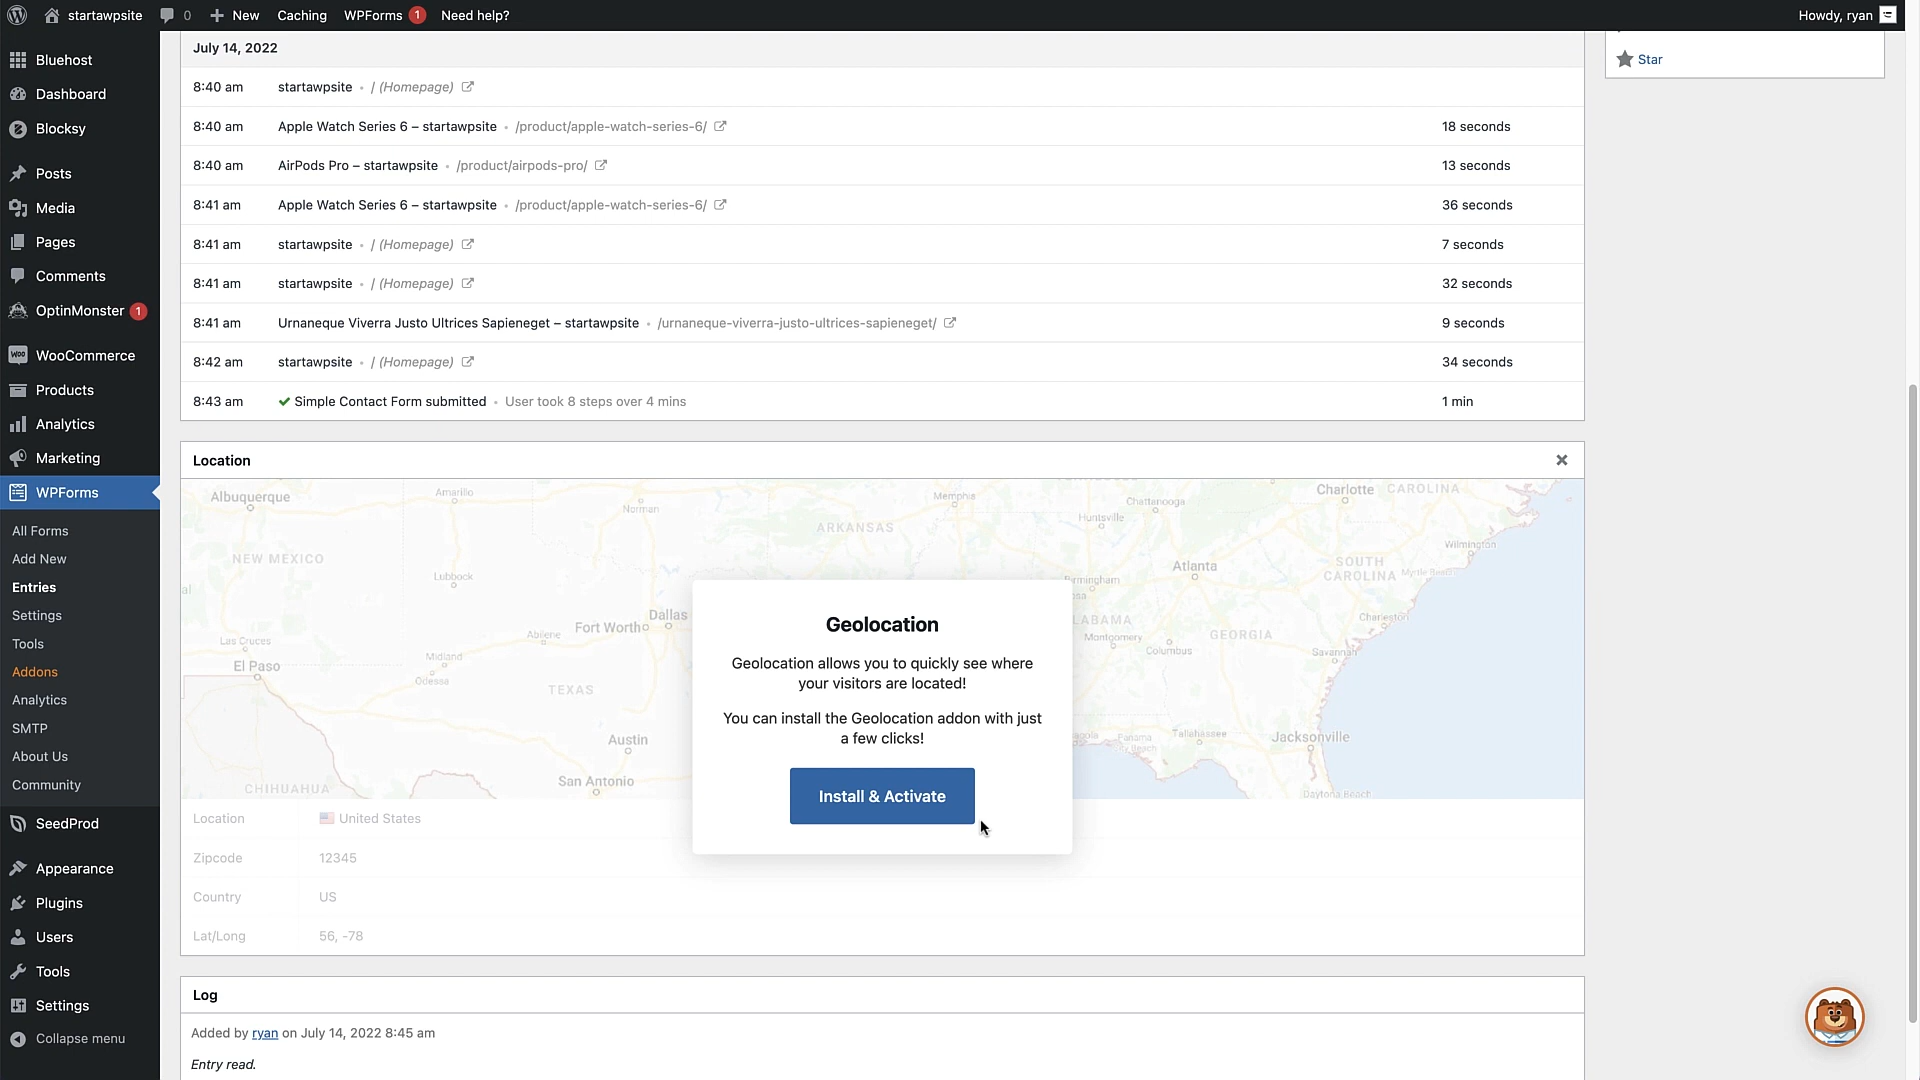 startawpsite
0
New
Caching
WPForms 1
Need help?
Howdy, ryan
Bluehost
Dashboard
Blocksy
Posts
Media
Pages
Comments
OptinMonster 1
WooCommerce
Products
Analytics
Marketing
WPForms
All Forms
Add New
Entries
Settings
Tools
Addons
Analytics
SMTP
About Us
Community
SeedProd
Appearance
Plugins
Users
Tools
Settings
Collapse menu
July 14, 2022
8:40 am startawpsite • / (Homepage)
8:40 am Apple Watch Series 6 – startawpsite • /product/apple-watch-series-6/ 18 seconds
8:40 am AirPods Pro – startawpsite • /product/airpods-pro/ 13 seconds
8:41 am Apple Watch Series 6 – startawpsite • /product/apple-watch-series-6/ 36 seconds
8:41 am startawpsite • / (Homepage) 7 seconds
8:41 am startawpsite • / (Homepage) 32 seconds
8:41 am Urnaneque Viverra Justo Ultrices Sapieneget – startawpsite • /urnaneque-viverra-justo-ultrices-sapieneget/ 9 seconds
8:42 am startawpsite • / (Homepage) 34 seconds
8:43 am Simple Contact Form submitted • User took 8 steps over 4 mins 1 min
Star
Location
Albuquerque
Amarillo
Norman
Memphis
Chattanooga
Huntsville
Charlotte
CAROLINA
ARKANSAS
NEW MEXICO
Wilmington
Lubbock
Atlanta
SOUTH
CAROLINA
Myrtle Beach
Dallas
Fort Worth
Abilene
Charleston
Las Cruces
El Paso
Midland
Odessa
Montgomery
Columbus
GEORGIA
Savannah
TEXAS
Austin
San Antonio
Panama
Tallahassee
Jacksonville
CHIHUAHUA
Daytona Beach
Geolocation
Geolocation allows you to quickly see where
your visitors are located!
You can install the Geolocation addon with just
a few clicks!
Install & Activate
Location United States
Zipcode 12345
Country US
Lat/Long 56, -78
Log
Added by ryan on July 14, 2022 8:45 am
Entry read.